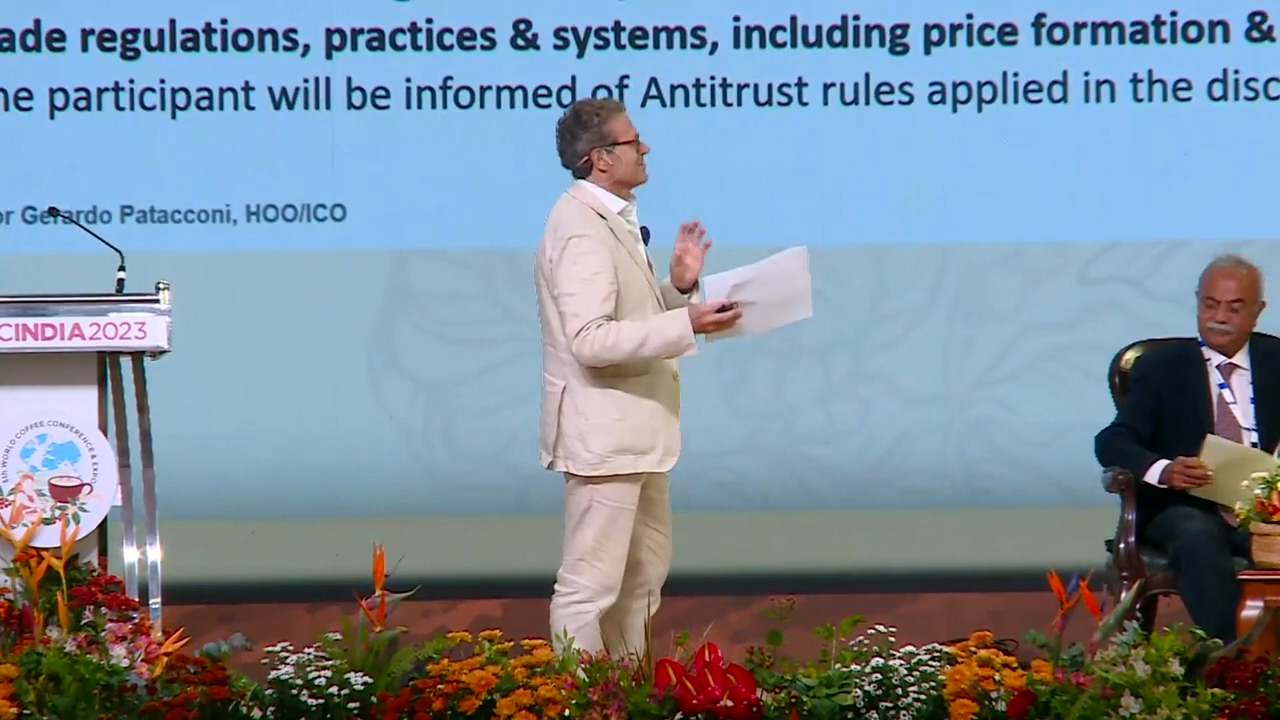 ade regulations, practices & systems, including price formation &
he participant will be informed of Antitrust rules applied in the disc
or Gerardo Patacconi, HOO/ICO
CINDIA2023
5th WORLD COFFEE CONFERENCE & EXPO